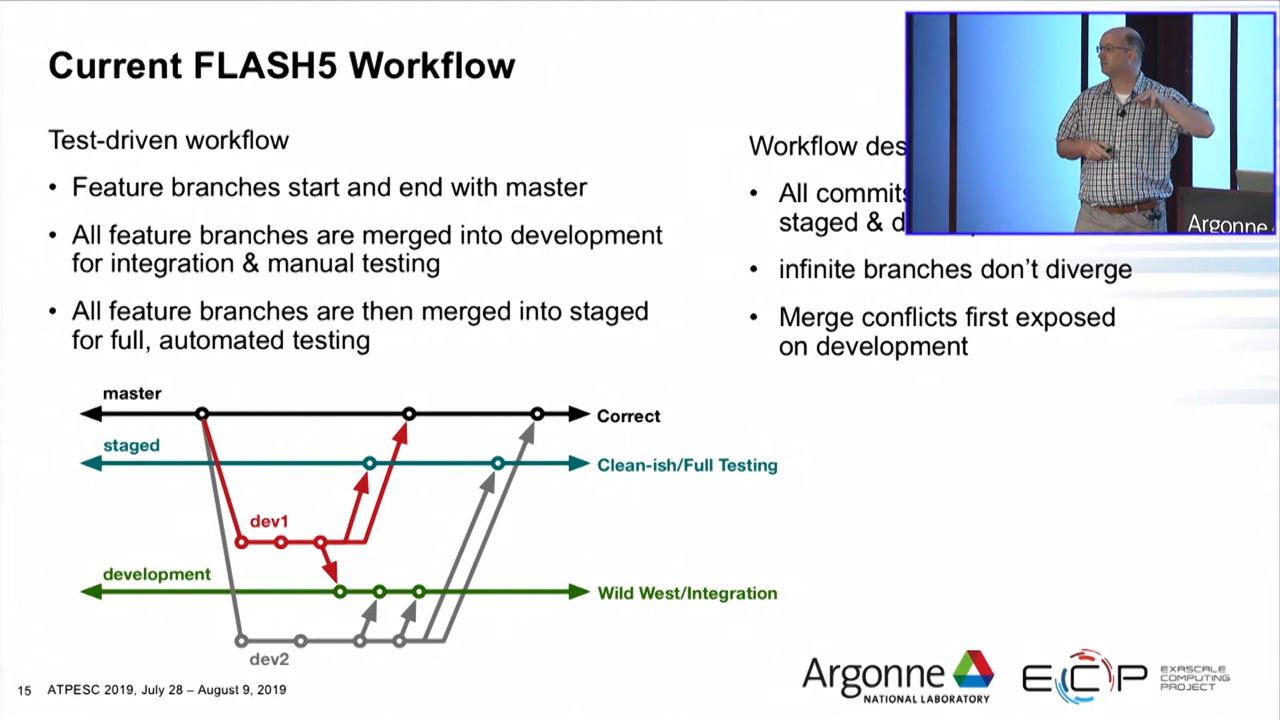 Current FLASH5 Workflow
Test-driven workflow
• Feature branches start and end with master
• All feature branches are merged into development
for integration & manual testing
• All feature branches are then merged into staged
for full, automated testing
Workflow
• All commits
staged &
• infinite branches don't diverge
• Merge conflicts first exposed
on development
Argonne
master
Correct
staged
Clean-ish/Full Testing
dev1
development
Wild West/Integration
dev2
15 ATPESC 2019, July 28 – August 9, 2019
Argonne
NATIONAL LABORATORY
ECP
EXASCALE
COMPUTING
PROJECT